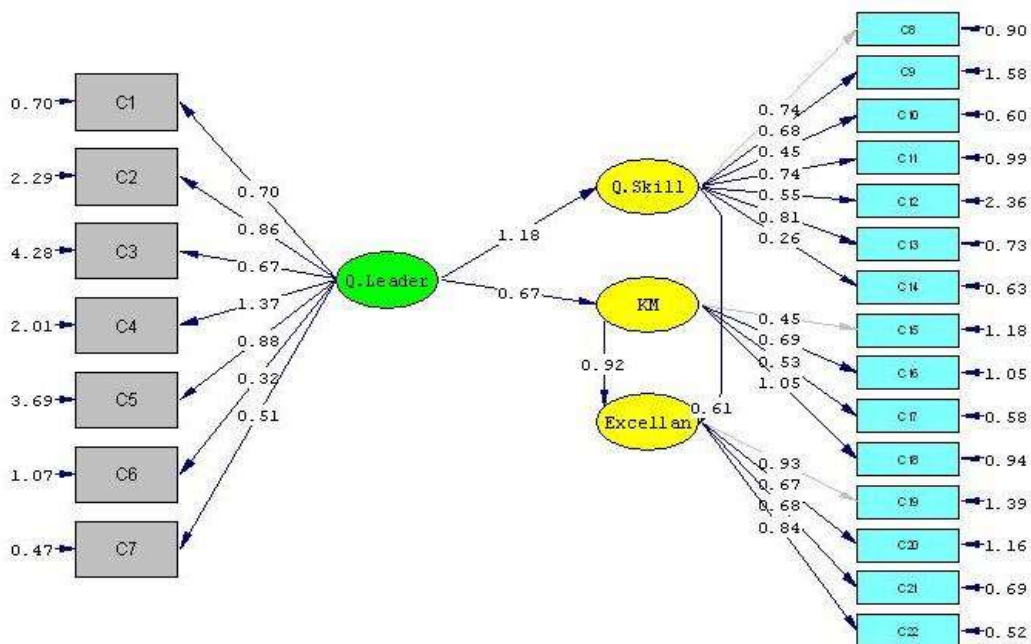 0.70
C1
2.29
C2
4.28
C3
2.01
C4
3.69
C5
1.07
C6
0.47
C7
0.70
0.86
0.67
1.37
0.88
0.32
0.51
Q.Leader
1.18
0.67
Q.Skill
KM
0.92
Excellan
0.61
0.74
0.68
0.45
0.74
0.55
0.81
0.26
0.45
0.69
0.53
1.05
0.93
0.67
0.68
0.84
C8
0.90
C9
1.58
C10
0.60
C11
0.99
C12
2.36
C13
0.73
C14
0.63
C15
1.18
C16
1.05
C17
0.58
C18
0.94
C19
1.39
C20
1.16
C21
0.69
C22
0.52